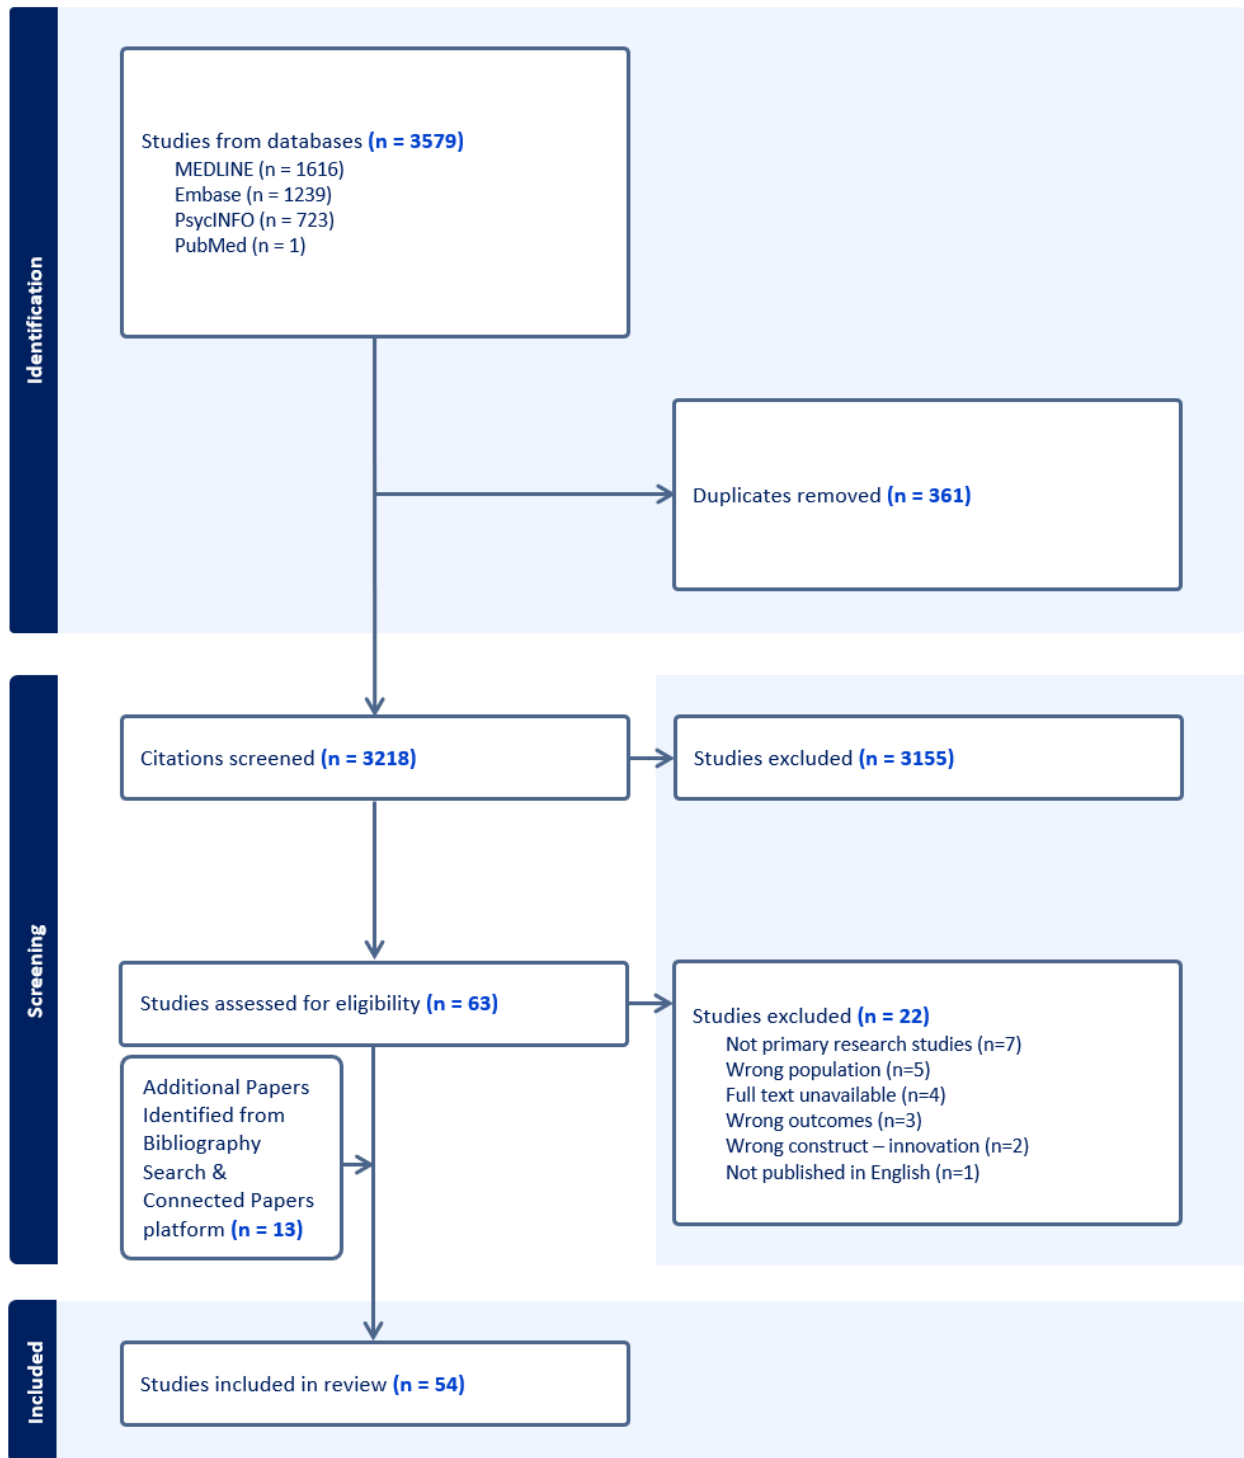 Identification
Studies from databases (n = 3579)
MEDLINE (n = 1616)
Embase (n = 1239)
PsycINFO (n = 723)
PubMed (n = 1)
Duplicates removed (n = 361)
Screening
Citations screened (n = 3218)
Studies excluded (n = 3155)
Studies assessed for eligibility (n = 63)
Studies excluded (n = 22)
Not primary research studies (n=7)
Wrong population (n=5)
Full text unavailable (n=4)
Wrong outcomes (n=3)
Wrong construct – innovation (n=2)
Not published in English (n=1)
Additional Papers
Identified from
Bibliography
Search &
Connected Papers
platform (n = 13)
Included
Studies included in review (n = 54)